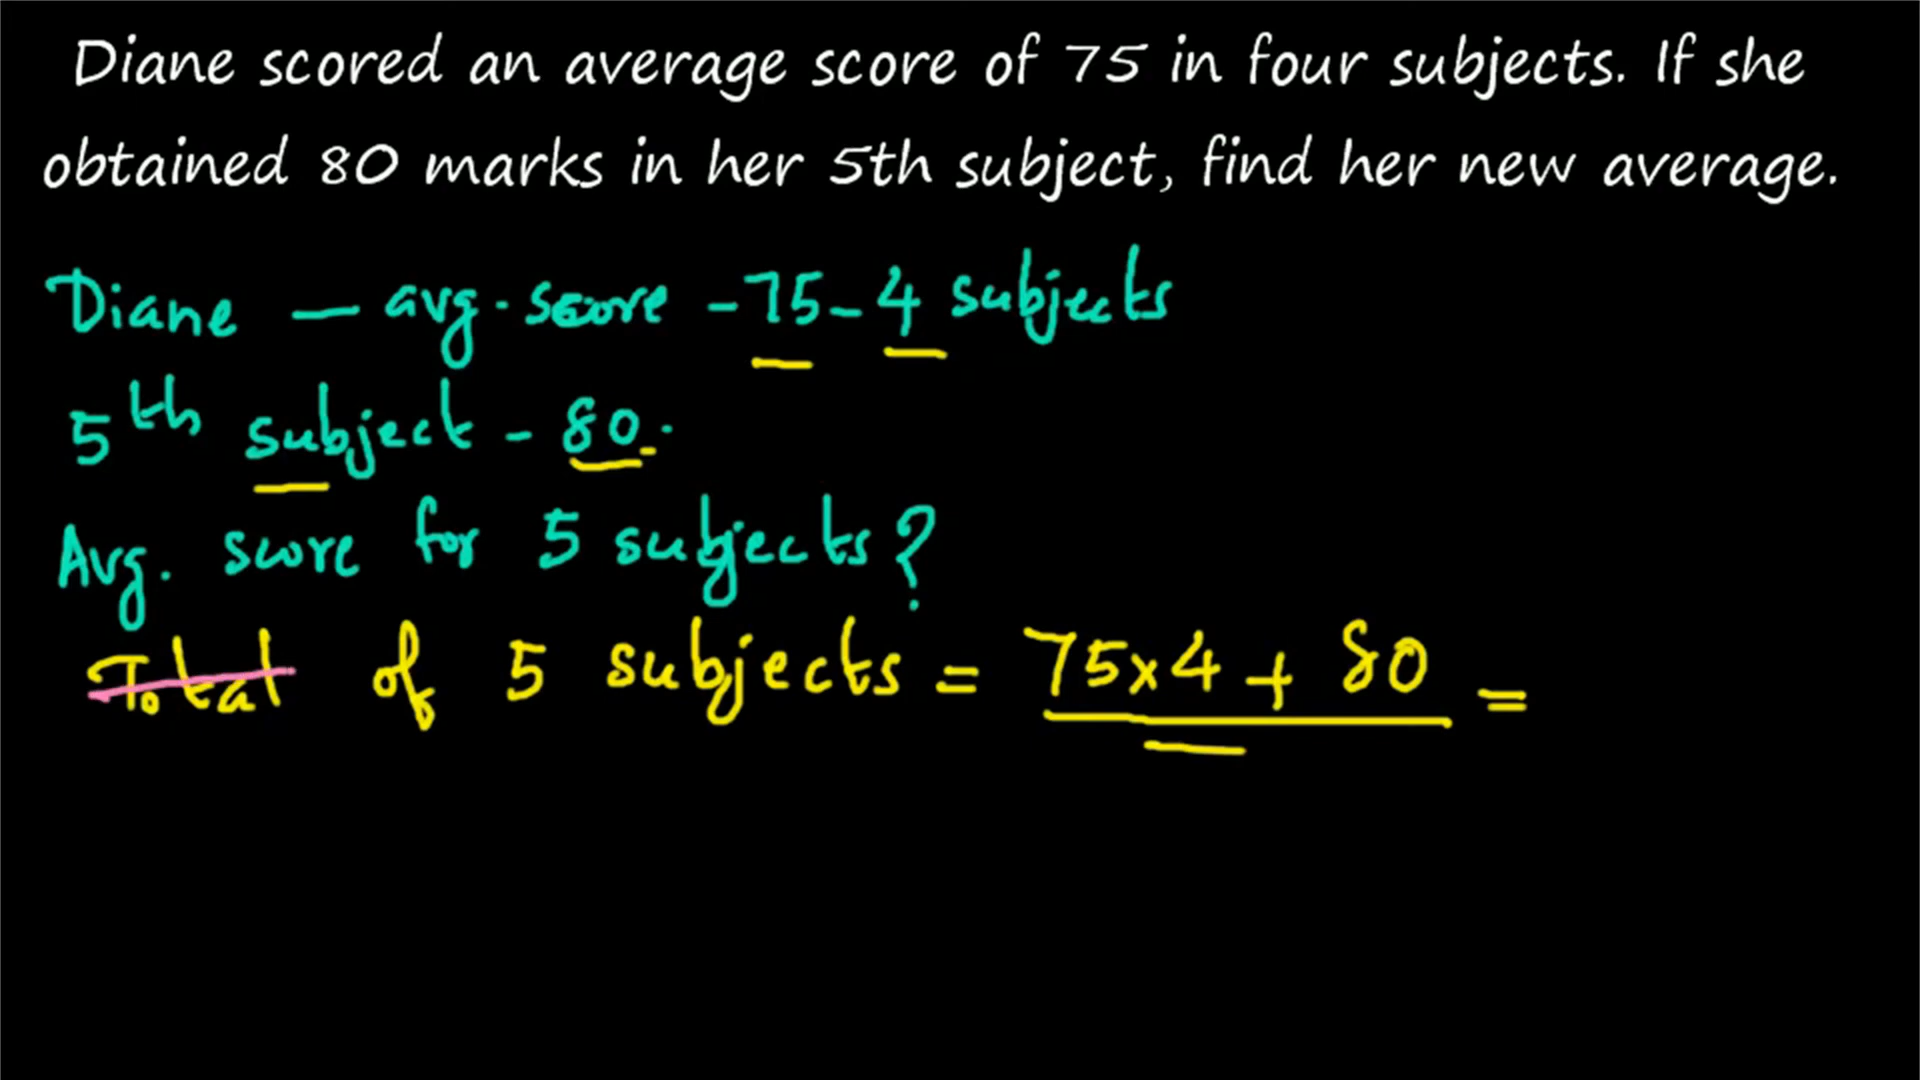 Diane scored an average score of 75 in four subjects. If she
obtained 80 marks in her 5th subject, find her new average.
Diane — avg. score - 75 - 4 subjects
5th subject - 80.
Avg. score for 5 subjects?
Total of 5 subjects = 75x4 + 80 =